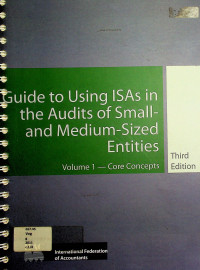 Guide to Using ISAs in
the Audits of Small-
and Medium-Sized
Entities
Volume 1 — Core Concepts
Third
Edition
International Federation
of Accountants